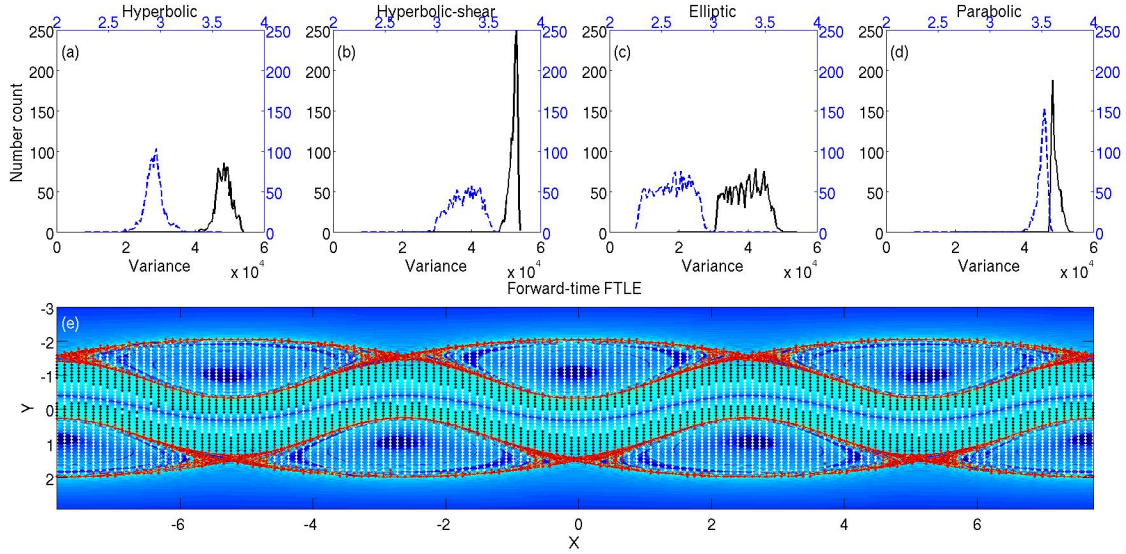 Hyperbolic Hyperbolic-shear Elliptic Parabolic
2 2.5 3 3.5 4 2 2.5 3 3.5 4 2 2.5 3 3.5 4 2 2.5 3 3.5 4
(a) (b) (c) (d)
250 250 250 250 250 250 250 250
200 200 200 200 200 200 200 200
150 150 150 150 150 150 150 150
100 100 100 100 100 100 100 100
50 50 50 50 50 50 50 50
0 0 0 0 0 0 0 0
Number count
0 2 4 6 0 2 4 6 0 2 4 6 0 2 4 6
Variance Variance Variance Variance
x 10^4 x 10^4 x 10^4 x 10^4
Forward-time FTLE
(e)
-3
-2
-1
0
1
2
Y
-6 -4 -2 0 2 4 6
X